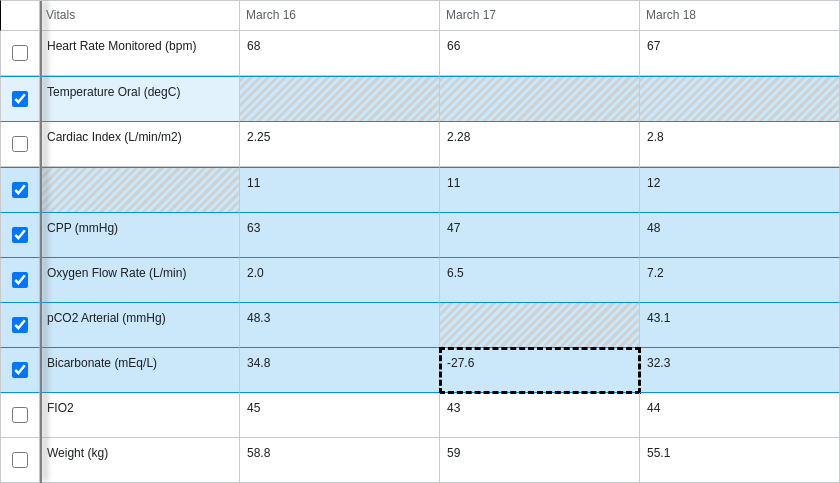 Vitals March 16 March 17 March 18
Heart Rate Monitored (bpm) 68 66 67
Temperature Oral (degC)
Cardiac Index (L/min/m2) 2.25 2.28 2.8
11 11 12
CPP (mmHg) 63 47 48
Oxygen Flow Rate (L/min) 2.0 6.5 7.2
pCO2 Arterial (mmHg) 48.3 43.1
Bicarbonate (mEq/L) 34.8 -27.6 32.3
FIO2 45 43 44
Weight (kg) 58.8 59 55.1